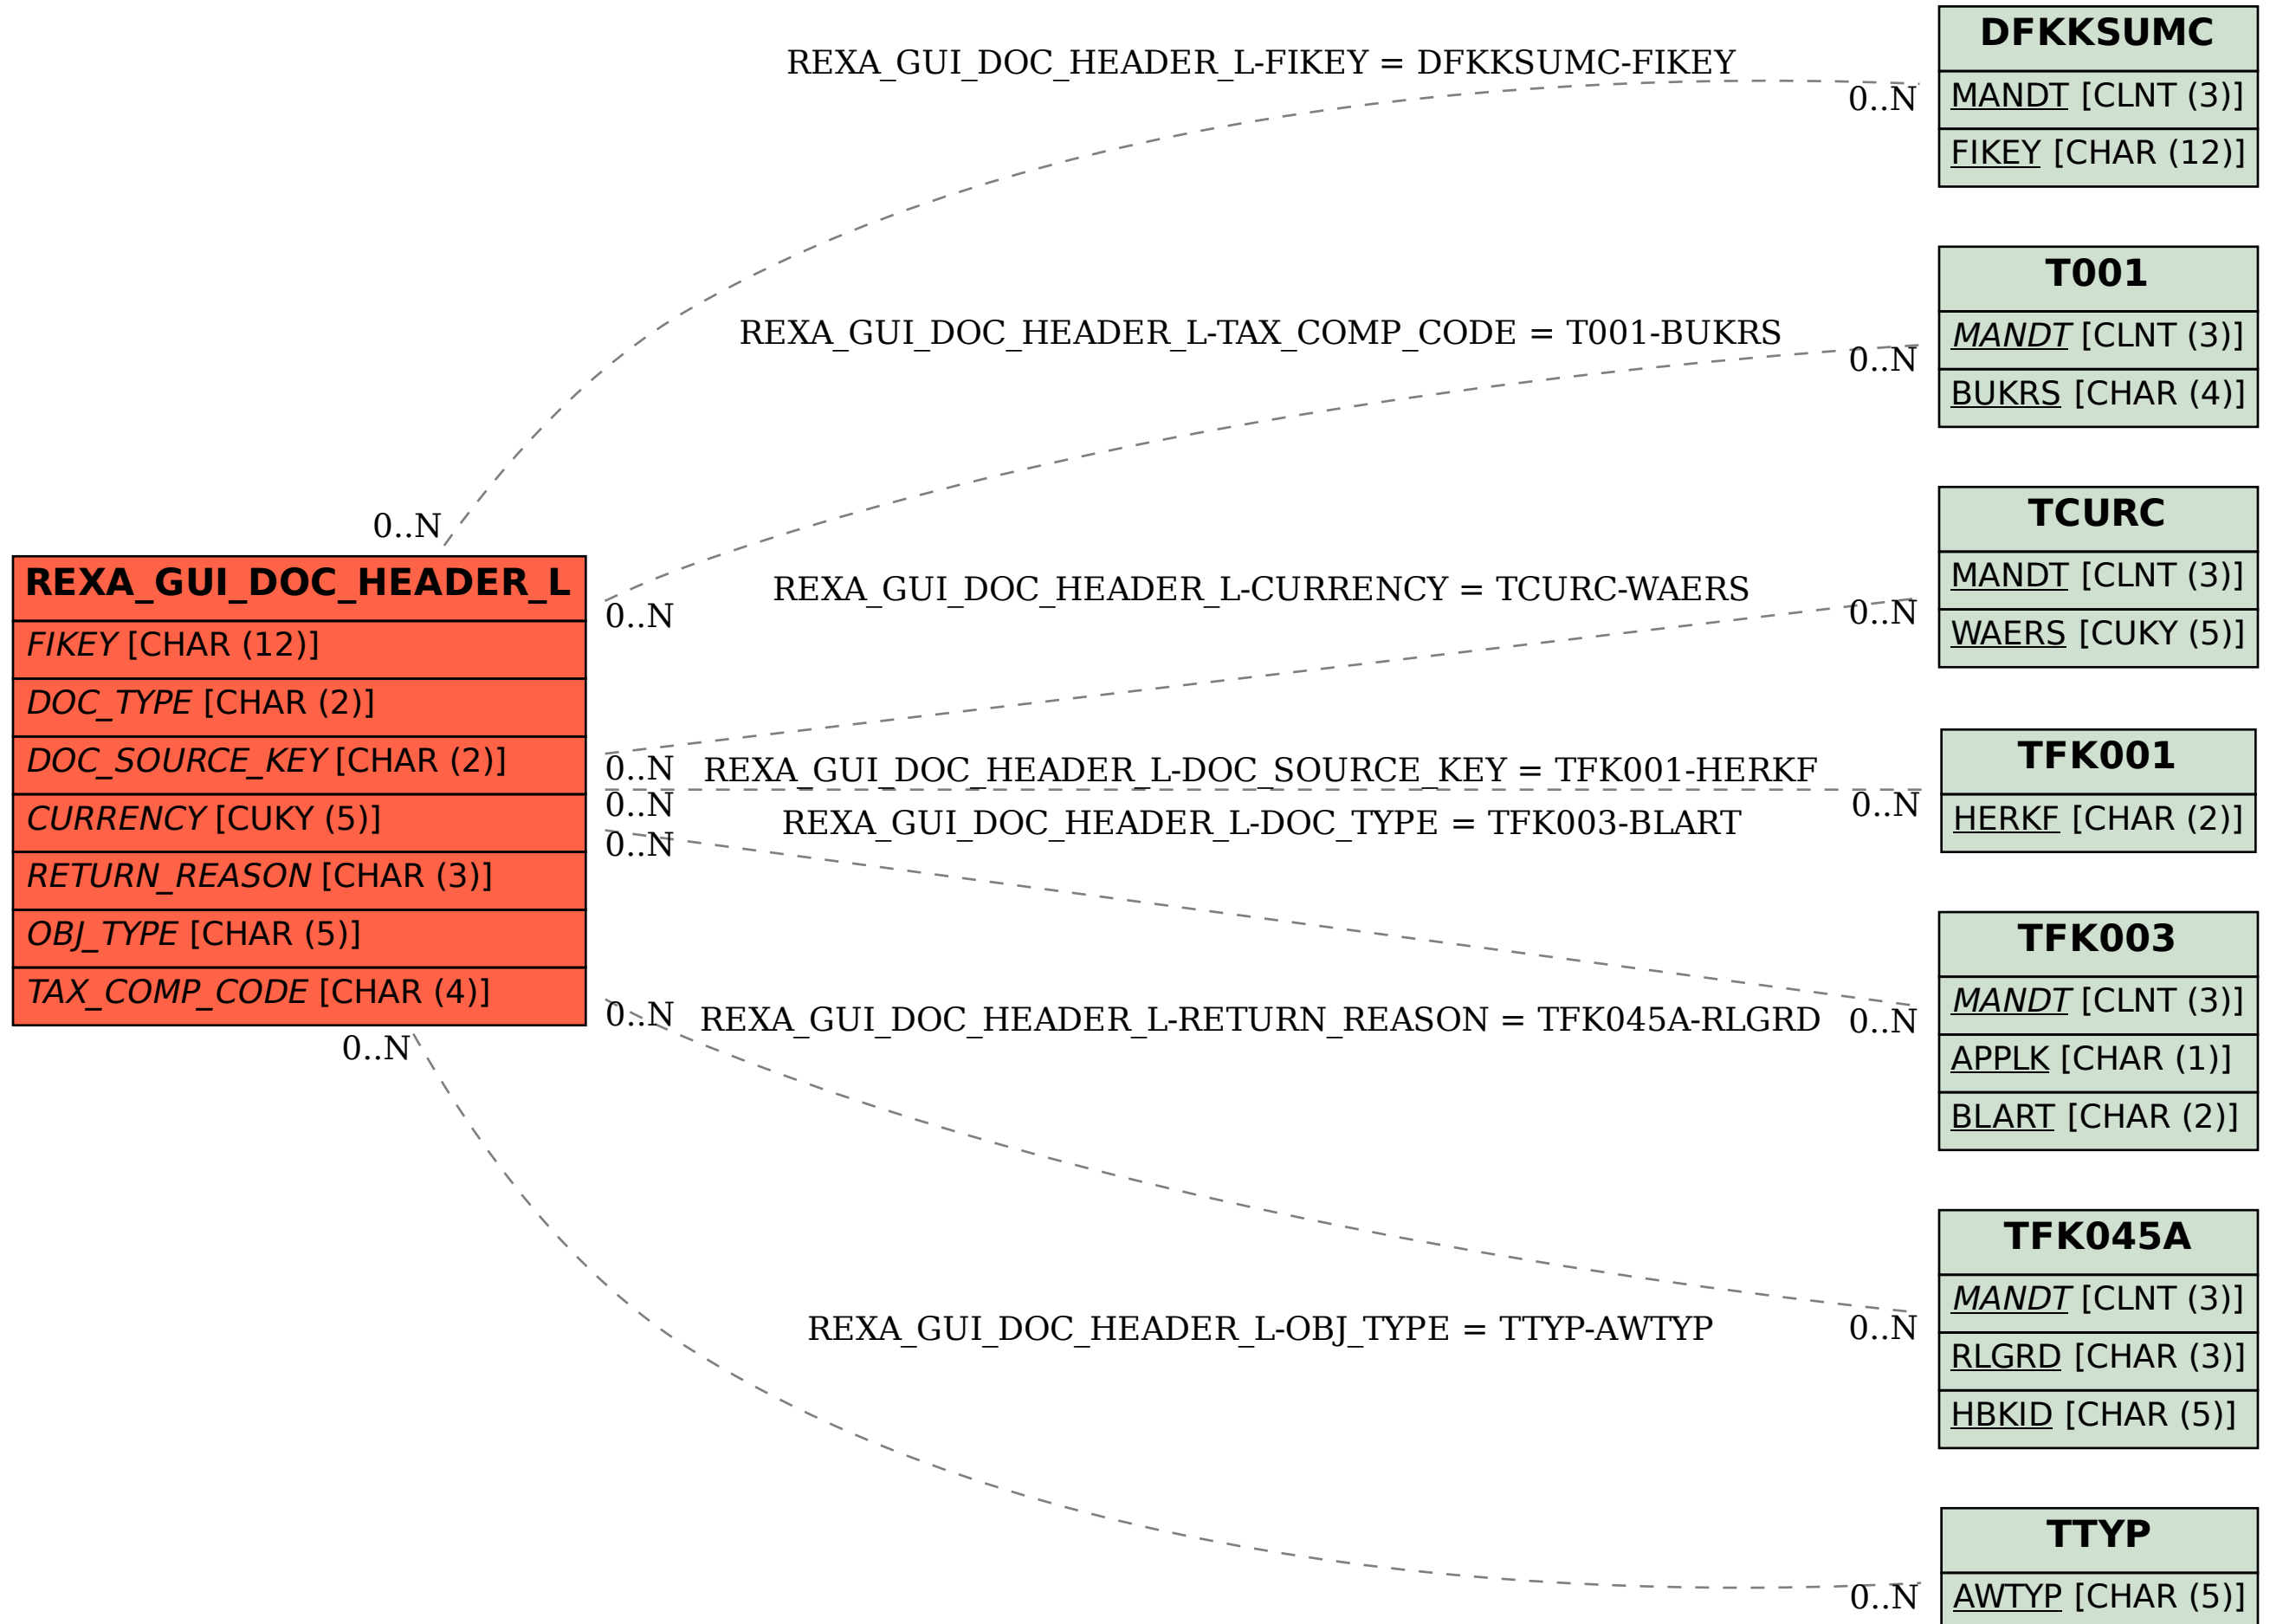 DFKKSUMC
MANDT [CLNT (3)]
FIKEY [CHAR (12)]
REXA_GUI_DOC_HEADER_L-FIKEY = DFKKSUMC-FIKEY
0..N
0..N
T001
MANDT [CLNT (3)]
BUKRS [CHAR (4)]
REXA_GUI_DOC_HEADER_L-TAX_COMP_CODE = T001-BUKRS
0..N
0..N
TCURC
MANDT [CLNT (3)]
WAERS [CUKY (5)]
REXA_GUI_DOC_HEADER_L-CURRENCY = TCURC-WAERS
0..N
0..N
REXA_GUI_DOC_HEADER_L
FIKEY [CHAR (12)]
DOC_TYPE [CHAR (2)]
DOC_SOURCE_KEY [CHAR (2)]
CURRENCY [CUKY (5)]
RETURN_REASON [CHAR (3)]
OBJ_TYPE [CHAR (5)]
TAX_COMP_CODE [CHAR (4)]
REXA_GUI_DOC_HEADER_L-DOC_SOURCE_KEY = TFK001-HERKF
0..N
0..N
TFK001
HERKF [CHAR (2)]
REXA_GUI_DOC_HEADER_L-DOC_TYPE = TFK003-BLART
0..N
0..N
TFK003
MANDT [CLNT (3)]
APPLK [CHAR (1)]
BLART [CHAR (2)]
REXA_GUI_DOC_HEADER_L-RETURN_REASON = TFK045A-RLGRD
0..N
0..N
TFK045A
MANDT [CLNT (3)]
RLGRD [CHAR (3)]
HBKID [CHAR (5)]
REXA_GUI_DOC_HEADER_L-OBJ_TYPE = TTYP-AWTYP
0..N
0..N
TTYP
AWTYP [CHAR (5)]